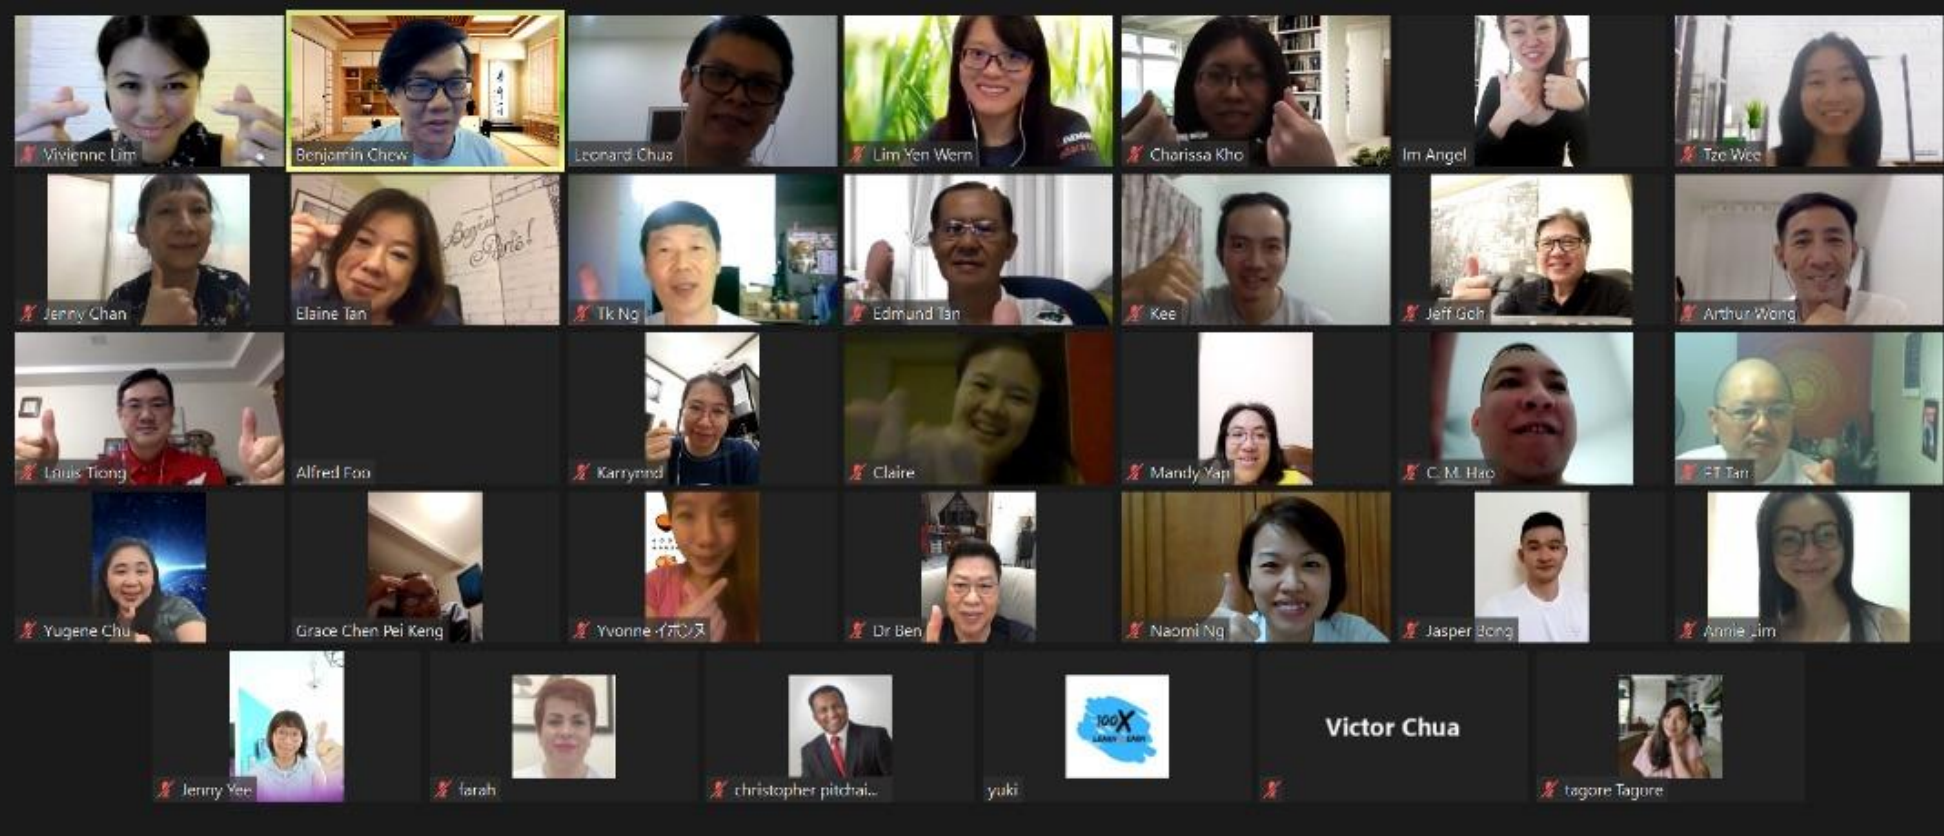 Vivienne Lim
Benjamin Chew
Leonard Chua
Lim Yen Wern
Charissa Kho
Im Angel
Tze Wee
Jenny Chan
Elaine Tan
Bonjour
Paris!
Tk Ng
Edmund Tan
Kee
Jeff Goh
Arthur Wong
Louis Tiong
Alfred Foo
Karrynnd
Claire
Mandy Yap
C. M. Hao
FT Tan
Yugene Chu
Grace Chen Pei Keng
Yvonne イボンヌ
Dr Ben
Naomi Ng
Jasper Bong
Annie Lim
Jenny Yee
farah
christopher pitchai...
100X
LEARN EARN
yuki
Victor Chua
tagore Tagore